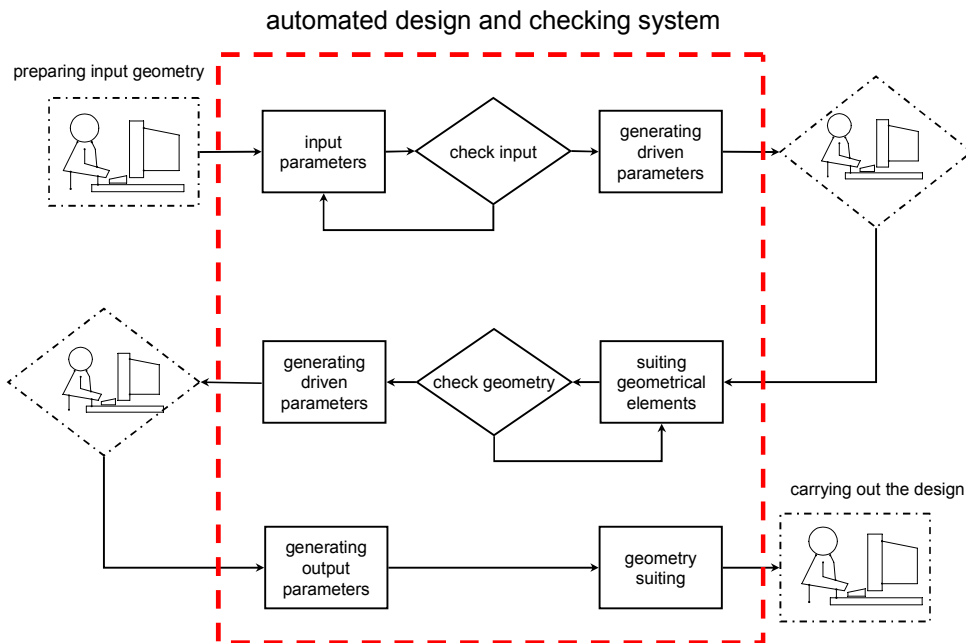 automated design and checking system
preparing input geometry
input
parameters
check input
generating
driven
parameters
generating
driven
parameters
check geometry
suiting
geometrical
elements
carrying out the design
generating
output
parameters
geometry
suiting